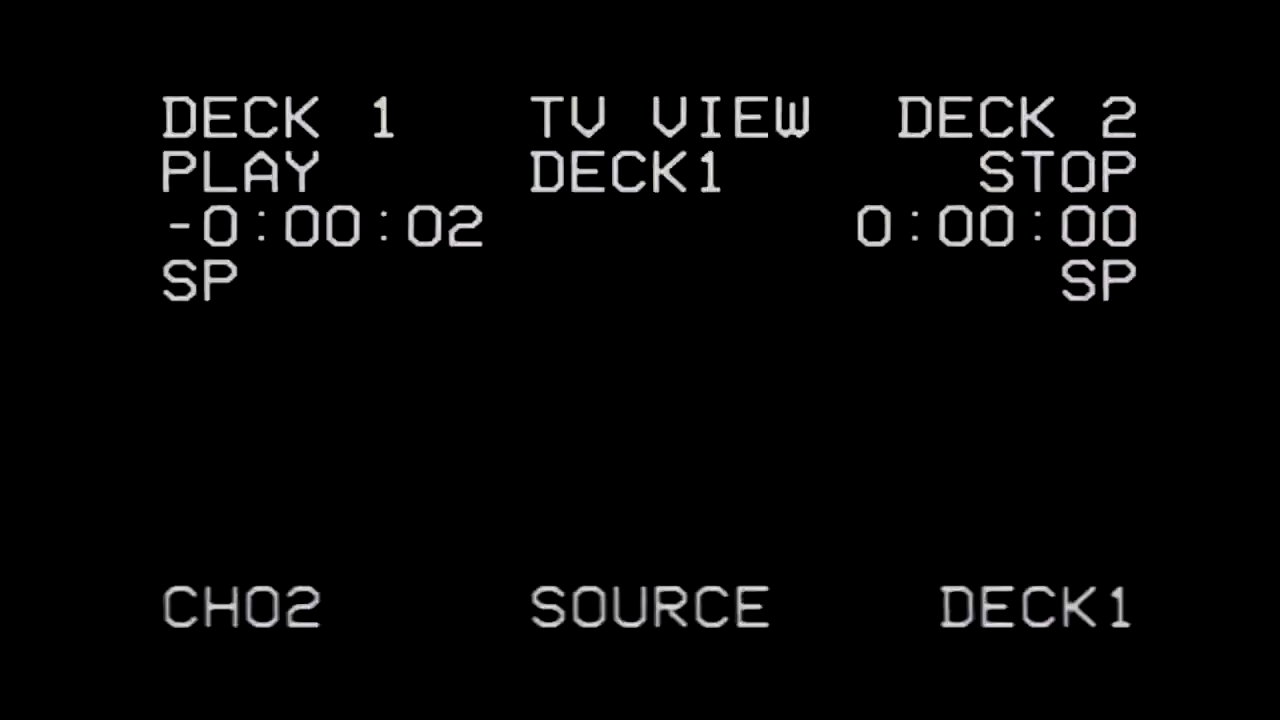 DECK 1 TV VIEW DECK 2
PLAY DECK1 STOP
-0:00:02 0:00:00
SP SP
CH02 SOURCE DECK1